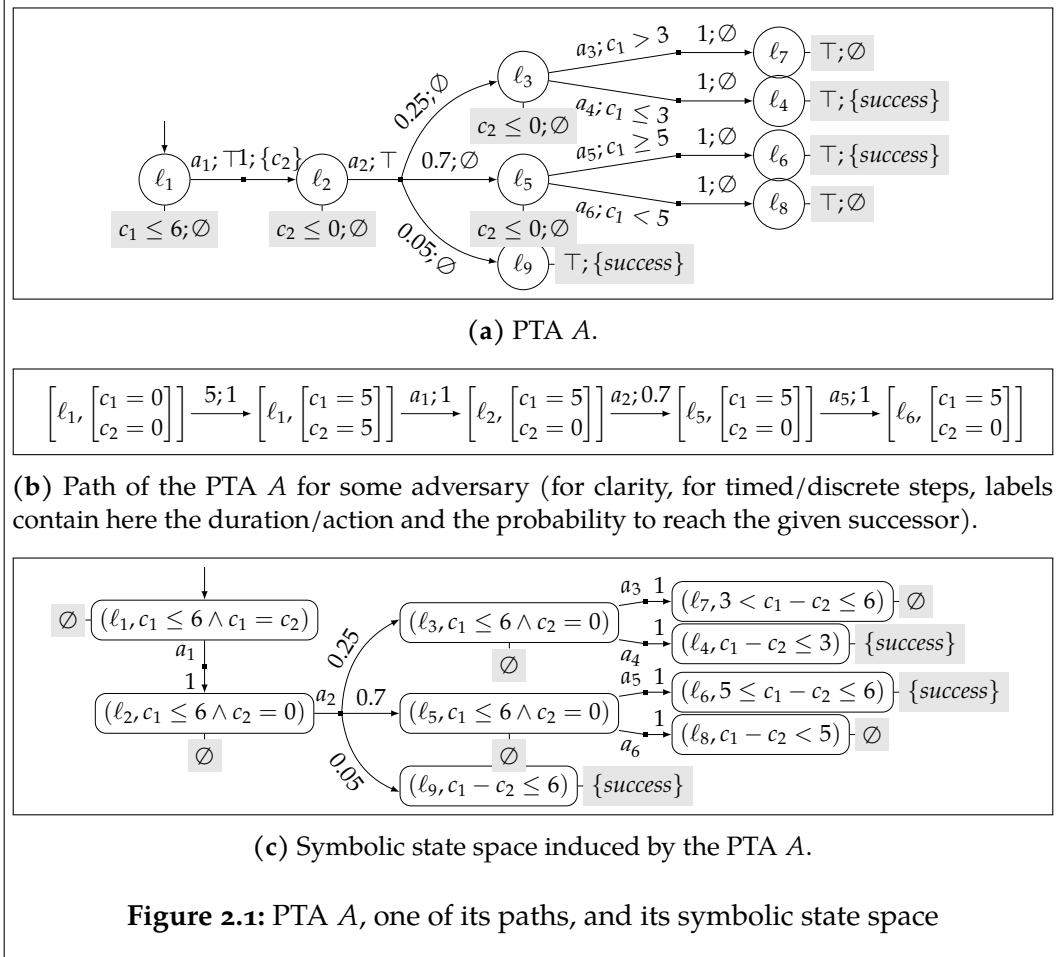 a3; c1 > 3
1; ∅
ℓ7
⊤; ∅
ℓ3
0.25; ∅
c2 ≤ 0; ∅
a4; c1 ≤ 3
1; ∅
ℓ4
⊤; {success}
a1; ⊤1; {c2}
a2; ⊤
0.7; ∅
a5; c1 ≥ 5
1; ∅
ℓ6
⊤; {success}
ℓ1
ℓ2
ℓ5
c1 ≤ 6; ∅
c2 ≤ 0; ∅
c2 ≤ 0; ∅
a6; c1 < 5
1; ∅
ℓ8
⊤; ∅
0.05; ∅
ℓ9
⊤; {success}
(a) PTA A.
[ℓ1, [c1 = 0 c2 = 0]] 5; 1 [ℓ1, [c1 = 5 c2 = 5]] a1; 1 [ℓ2, [c1 = 5 c2 = 0]] a2; 0.7 [ℓ5, [c1 = 5 c2 = 0]] a5; 1 [ℓ6, [c1 = 5 c2 = 0]]
(b) Path of the PTA A for some adversary (for clarity, for timed/discrete steps, labels
contain here the duration/action and the probability to reach the given successor).
∅
(ℓ1, c1 ≤ 6 ∧ c1 = c2)
a1
1
(ℓ2, c1 ≤ 6 ∧ c2 = 0)
∅
a2
0.25
0.7
0.05
(ℓ3, c1 ≤ 6 ∧ c2 = 0)
∅
a3 1
(ℓ7, 3 < c1 − c2 ≤ 6)
∅
a4
1
(ℓ4, c1 − c2 ≤ 3)
{success}
(ℓ5, c1 ≤ 6 ∧ c2 = 0)
∅
a5 1
(ℓ6, 5 ≤ c1 − c2 ≤ 6)
{success}
a6
1
(ℓ8, c1 − c2 < 5)
∅
(ℓ9, c1 − c2 ≤ 6)
{success}
(c) Symbolic state space induced by the PTA A.
Figure 2.1: PTA A, one of its paths, and its symbolic state space